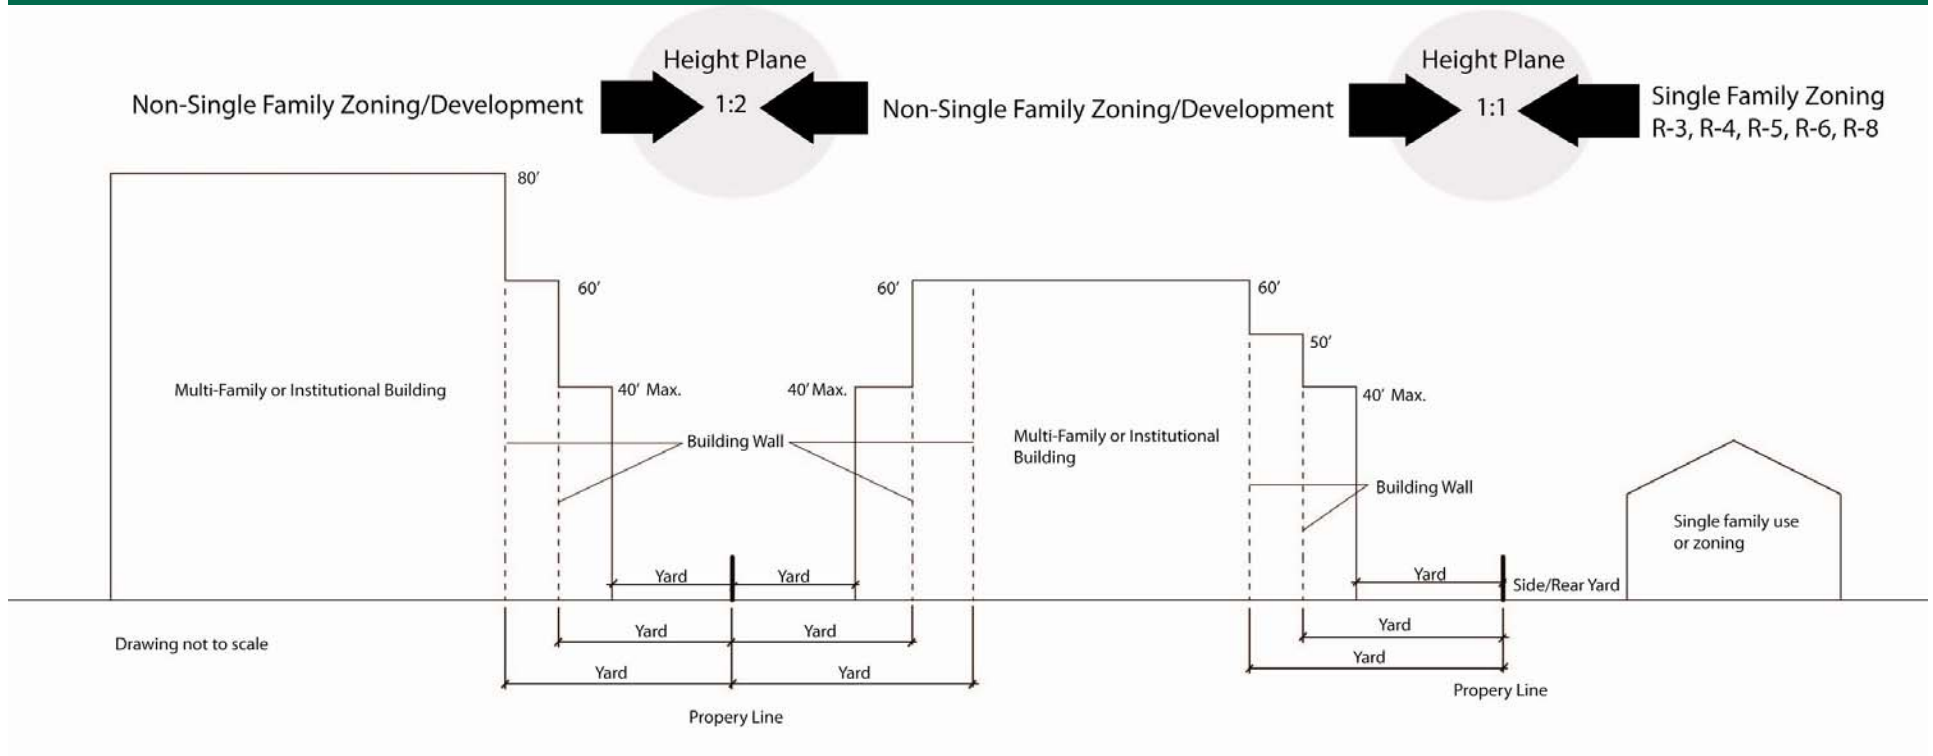 Height Plane
1:2
Height Plane
1:1
Non-Single Family Zoning/Development
Non-Single Family Zoning/Development
Single Family Zoning
R-3, R-4, R-5, R-6, R-8
80'
60'
60'
60'
50'
40' Max.
40' Max.
40' Max.
Multi-Family or Institutional Building
Building Wall
Multi-Family or Institutional
Building
Building Wall
Single family use
or zoning
Yard
Yard
Yard
Side/Rear Yard
Drawing not to scale
Yard
Yard
Yard
Yard
Yard
Yard
Propery Line
Propery Line